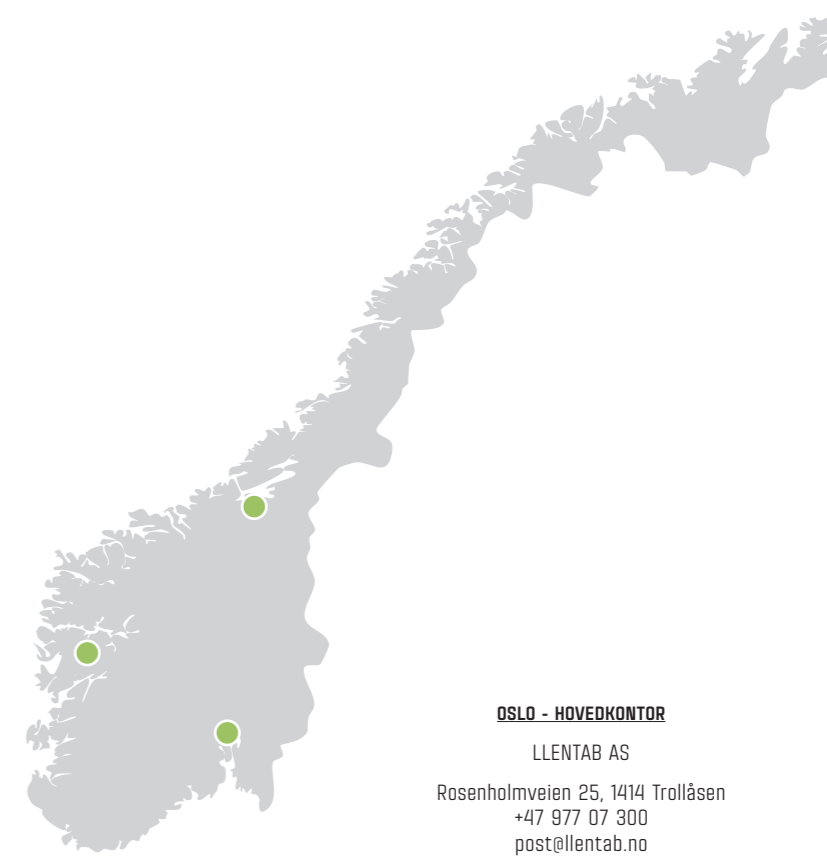 OSLO - HOVEDKONTOR
LLENTAB AS
Rosenholmveien 25, 1414 Trollåsen
+47 977 07 300
post@llentab.no